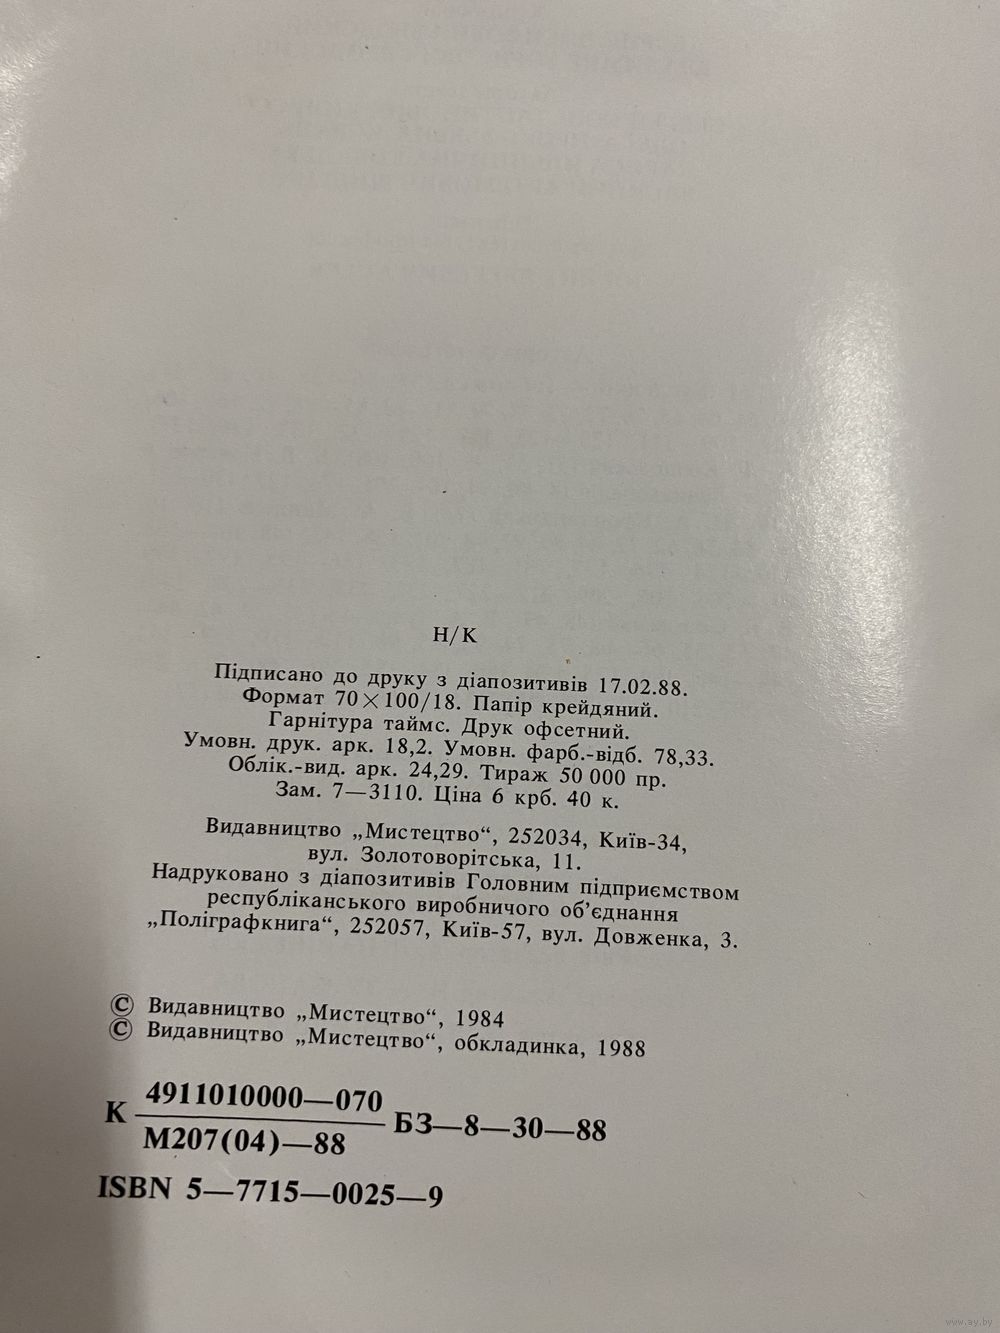 Н/К
Підписано до друку з діапозитивів 17.02.88.
Формат 70×100/18. Папір крейдяний.
Гарнітура таймс. Друк офсетний.
Умовн. друк. арк. 18,2. Умовн. фарб.-відб. 78,33.
Облік.-вид. арк. 24,29. Тираж 50 000 пр.
Зам. 7—3110. Ціна 6 крб. 40 к.
Видавництво „Мистецтво“, 252034, Київ-34,
вул. Золотоворітська, 11.
Надруковано з діапозитивів Головним підприємством
республіканського виробничого об’єднання
„Поліграфкнига“, 252057, Київ-57, вул. Довженка, 3.
© Видавництво „Мистецтво“, 1984
© Видавництво „Мистецтво“, обкладинка, 1988
4911010000—070
К БЗ—8—30—88
М207(04)—88
ISBN 5—7715—0025—9
www.ay.by